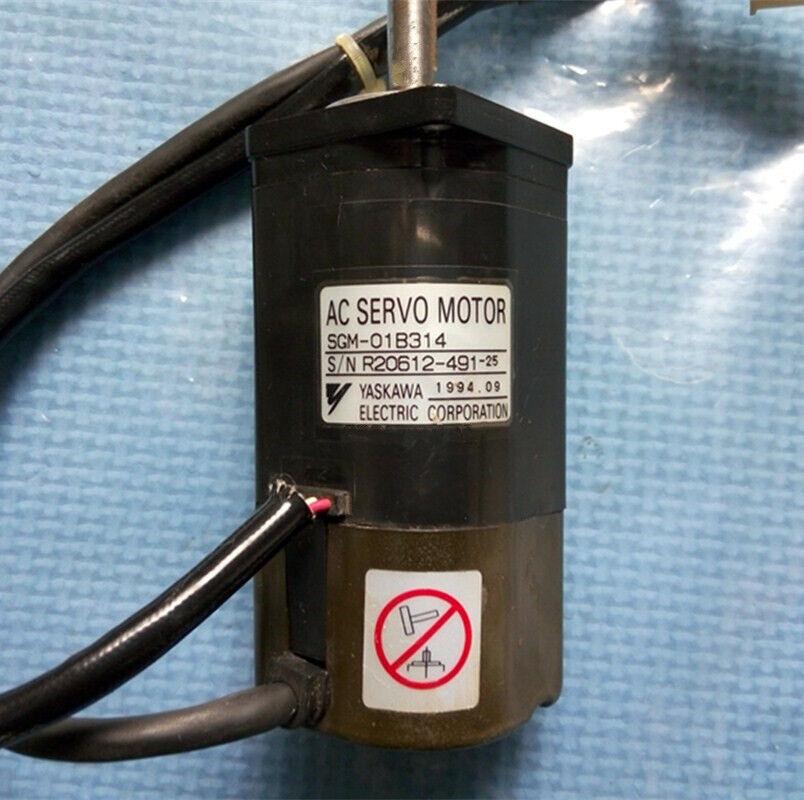 AC SERVO MOTOR
SGM-01B314
S/N R20612-491-25
YASKAWA 1994.09
ELECTRIC CORPORATION